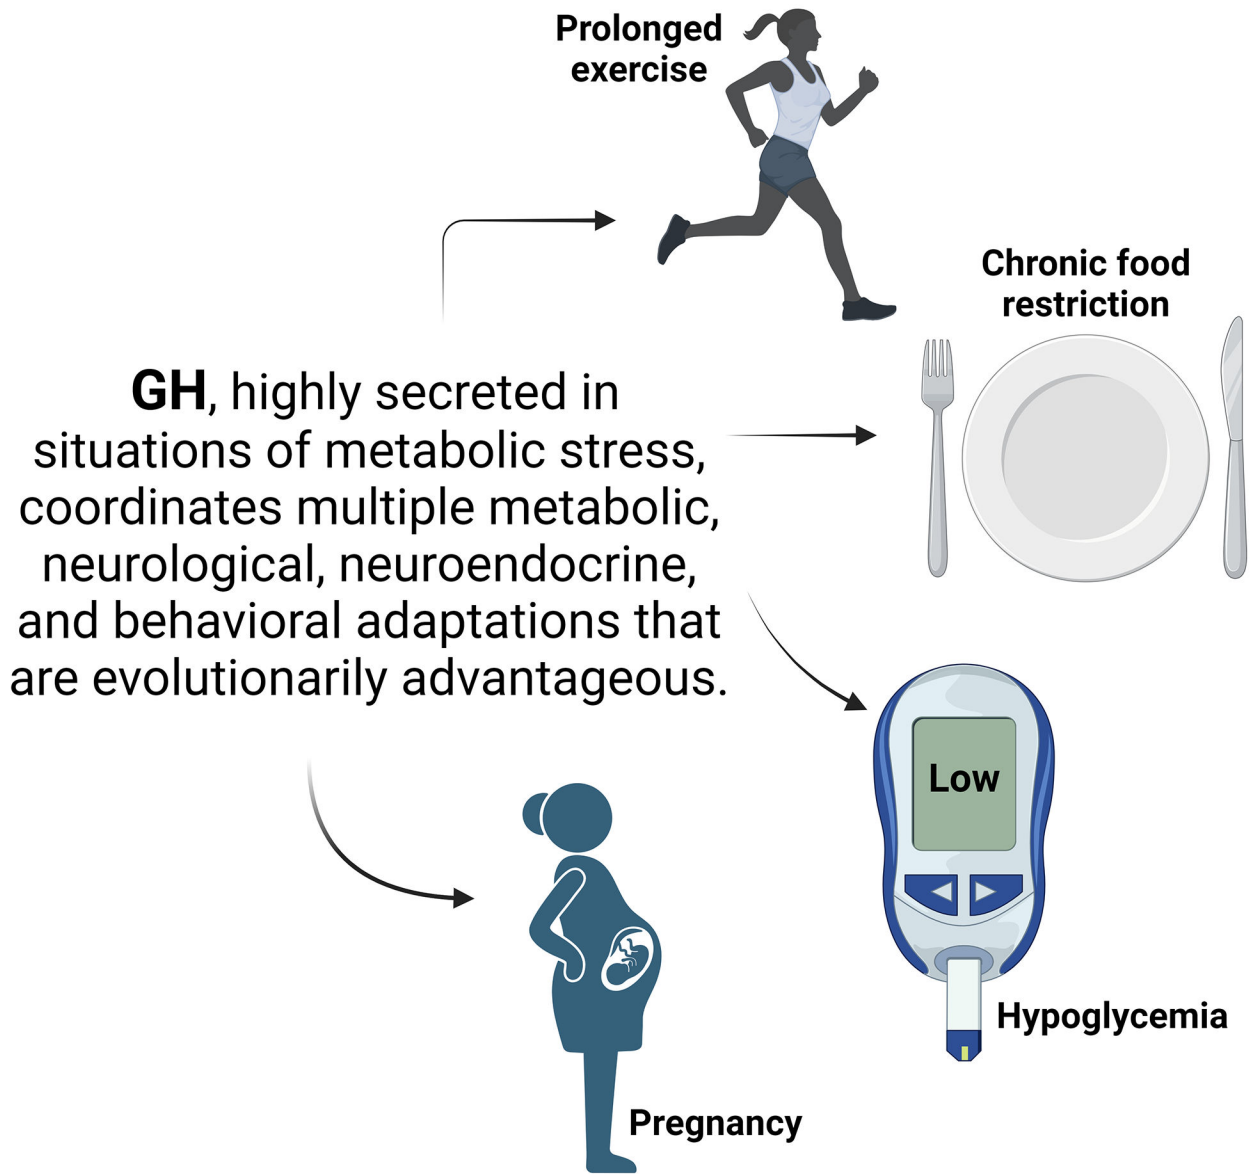 Prolonged
exercise
Chronic food
restriction
GH, highly secreted in
situations of metabolic stress,
coordinates multiple metabolic,
neurological, neuroendocrine,
and behavioral adaptations that
are evolutionarily advantageous.
Low
Hypoglycemia
Pregnancy